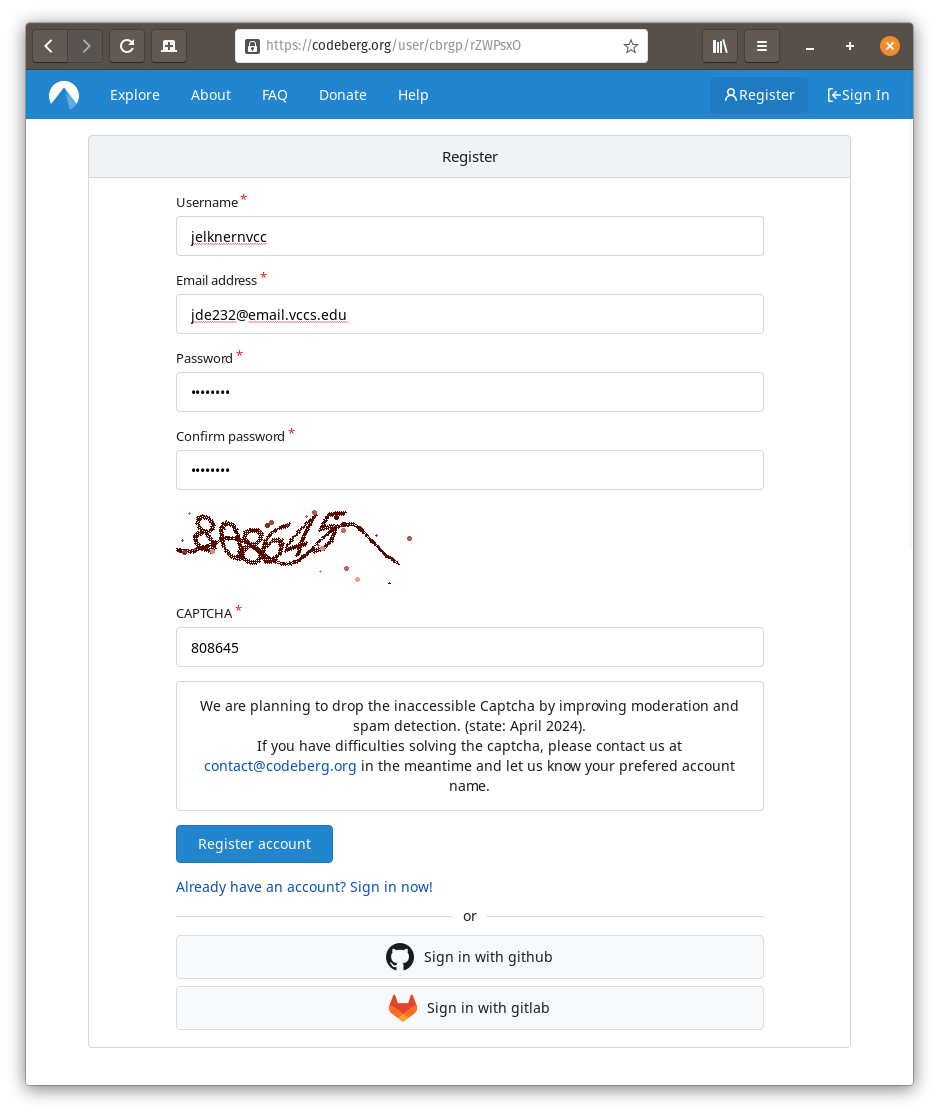 https://codeberg.org/user/cbrgp/rZWPsxO
Explore About FAQ Donate Help Register Sign In
Register
Username *
jelknernvcc
Email address *
jde232@email.vccs.edu
Password *
••••••••
Confirm password *
••••••••
CAPTCHA *
808645
We are planning to drop the inaccessible Captcha by improving moderation and
spam detection. (state: April 2024).
If you have difficulties solving the captcha, please contact us at
contact@codeberg.org in the meantime and let us know your prefered account
name.
Register account
Already have an account? Sign in now!
or
Sign in with github
Sign in with gitlab